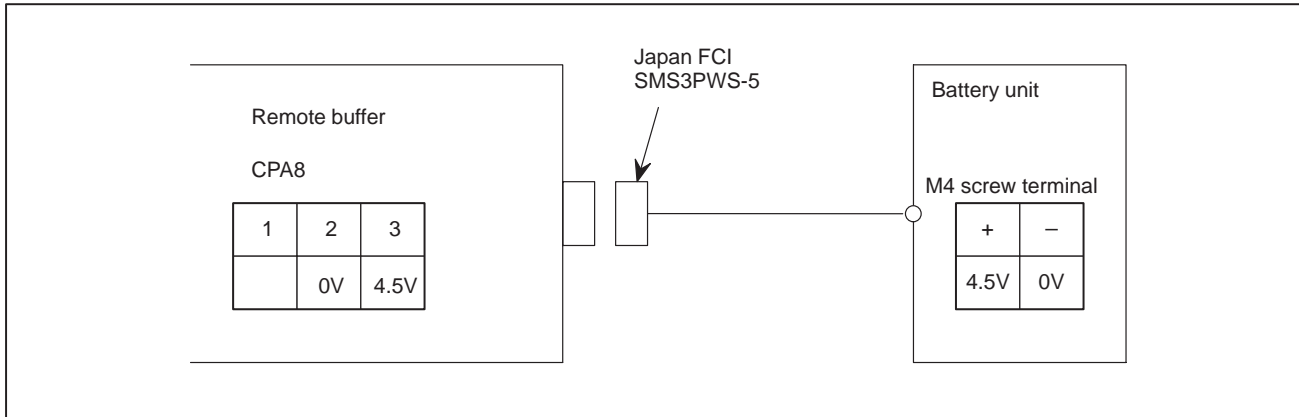 Japan FCI
SMS3PWS-5
Remote buffer
CPA8
1 2 3
0V 4.5V
Battery unit
M4 screw terminal
+ −
4.5V 0V